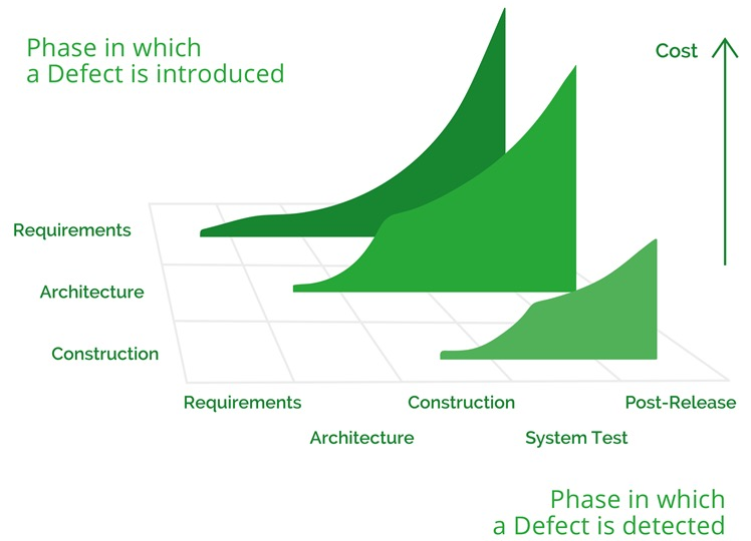 Phase in which
a Defect is introduced
Cost
Requirements
Architecture
Construction
Requirements
Construction
Post-Release
Architecture
System Test
Phase in which
a Defect is detected